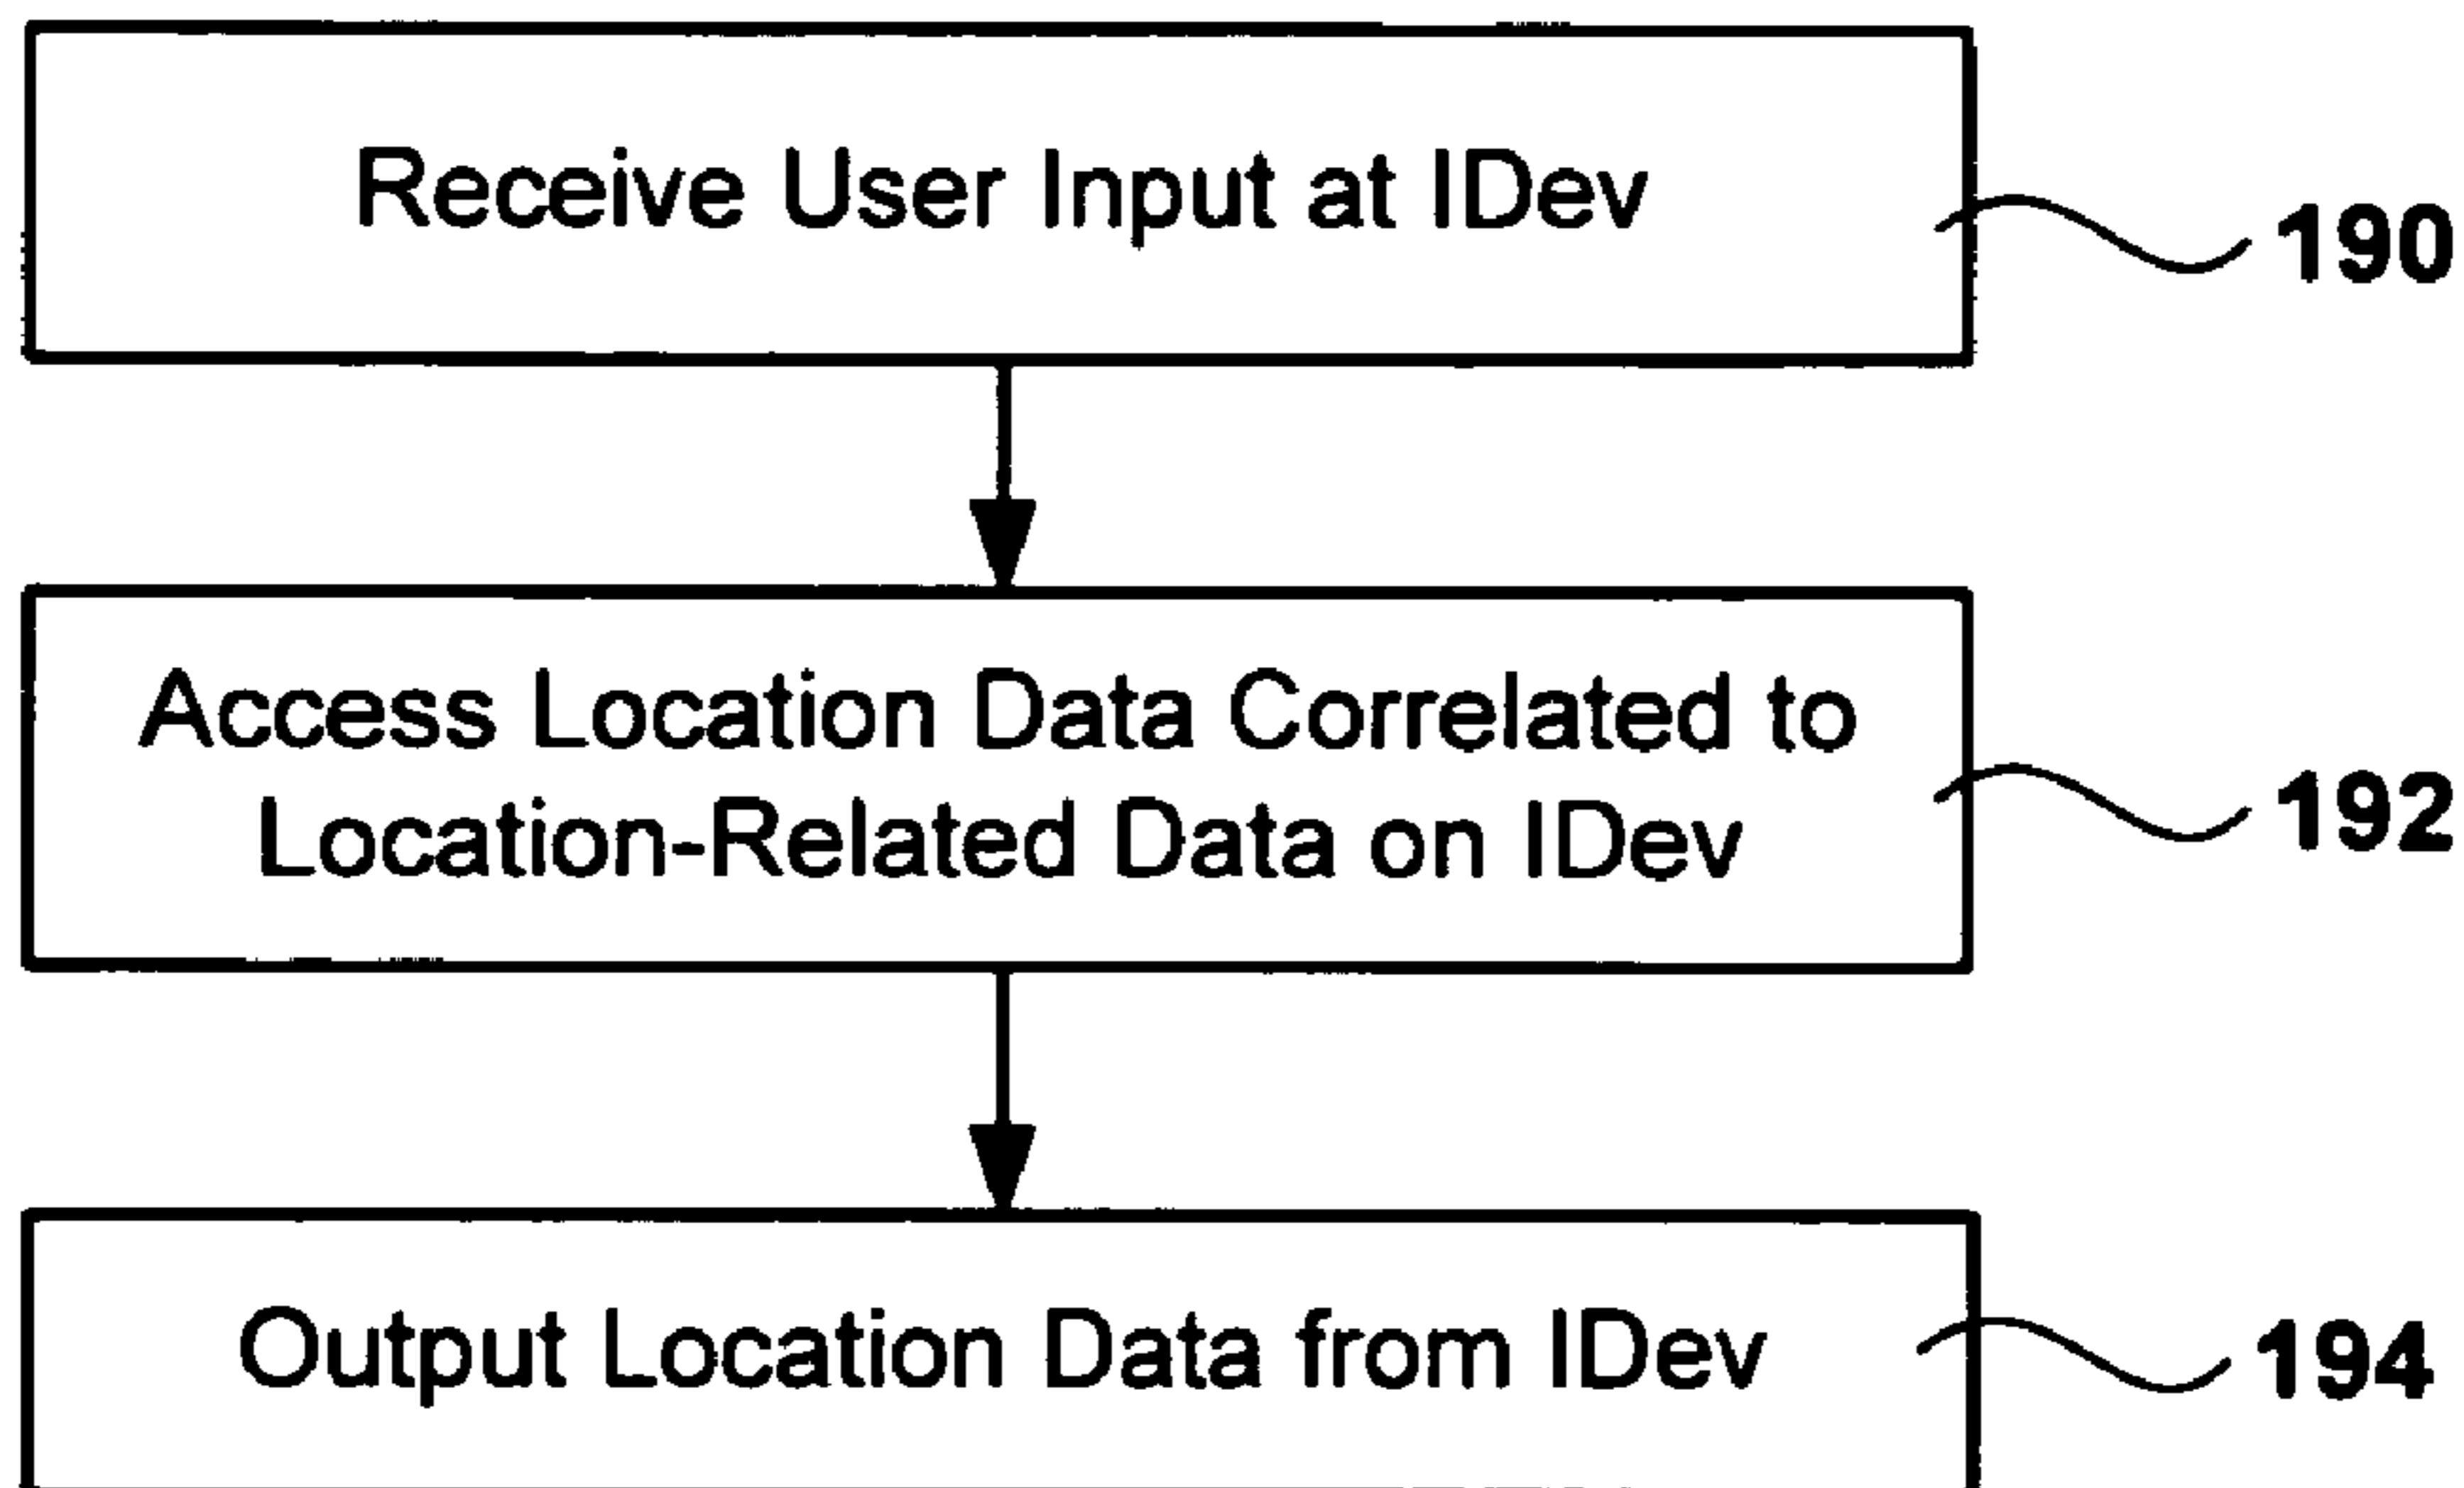 Receive User Input at IDev
190
Access Location Data Correlated to
Location-Related Data on IDev
192
Output Location Data from IDev
194